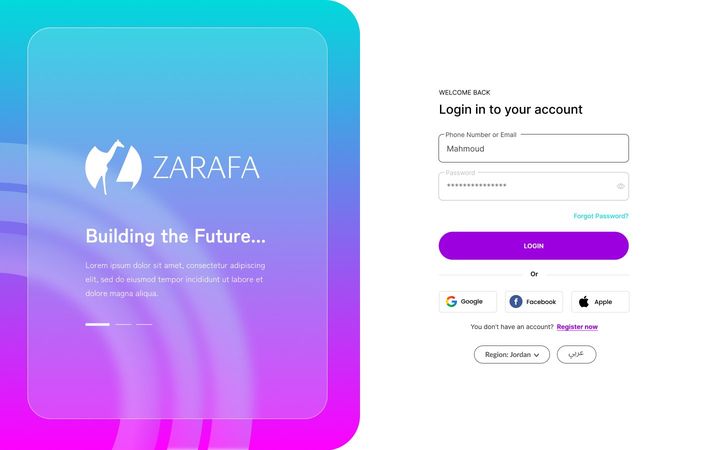 ZARAFA
Building the Future...
Lorem ipsum dolor sit amet, consectetur adipiscing
elit, sed do eiusmod tempor incididunt ut labore et
dolore magna aliqua.
WELCOME BACK
Login in to your account
Phone Number or Email
Mahmoud
Password
***************
Forgot Password?
LOGIN
Or
Google
Facebook
Apple
You don't have an account? Register now
Region: Jordan
عربي